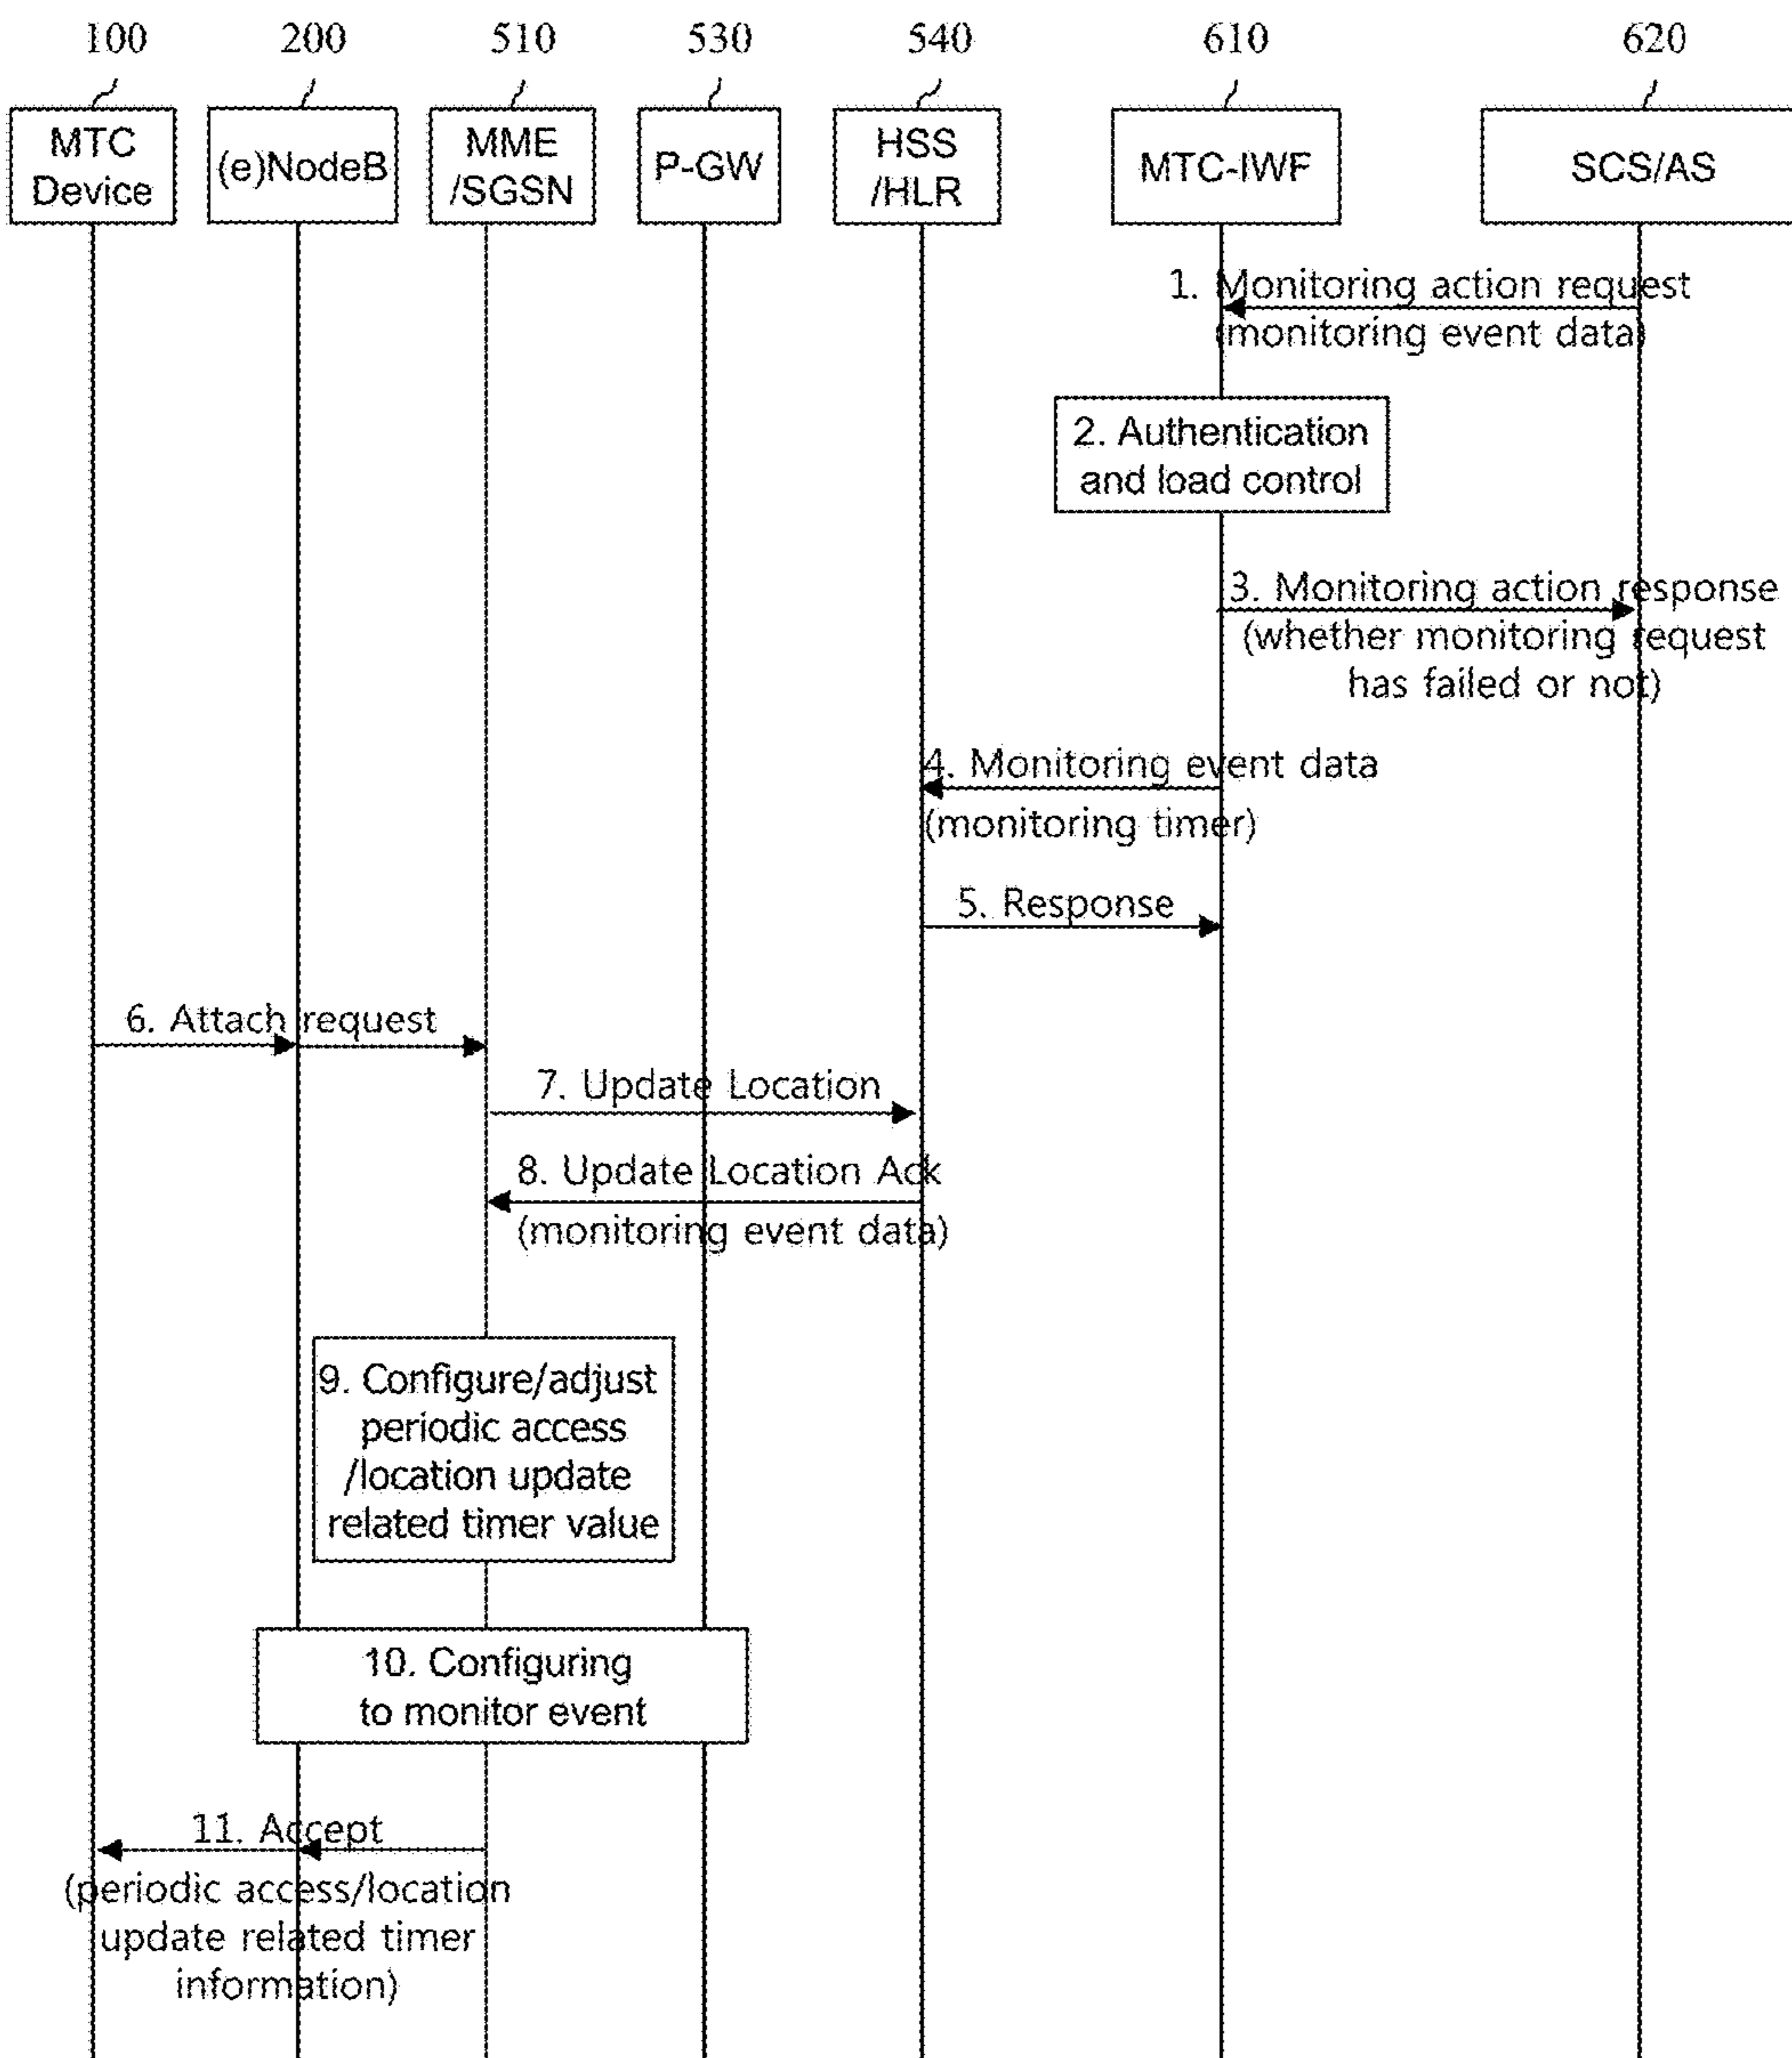 100 200 510 530 540 610 620
MTC
Device
(e)NodeB
MME
/SGSN
P-GW
HSS
/HLR
MTC-IWF
SCS/AS
1. Monitoring action request
(monitoring event data)
2. Authentication
and load control
3. Monitoring action response
(whether monitoring request
has failed or not)
4. Monitoring event data
(monitoring timer)
5. Response
6. Attach request
7. Update Location
8. Update Location Ack
(monitoring event data)
9. Configure/adjust
periodic access
/location update
related timer value
10. Configuring
to monitor event
11. Accept
(periodic access/location
update related timer
information)